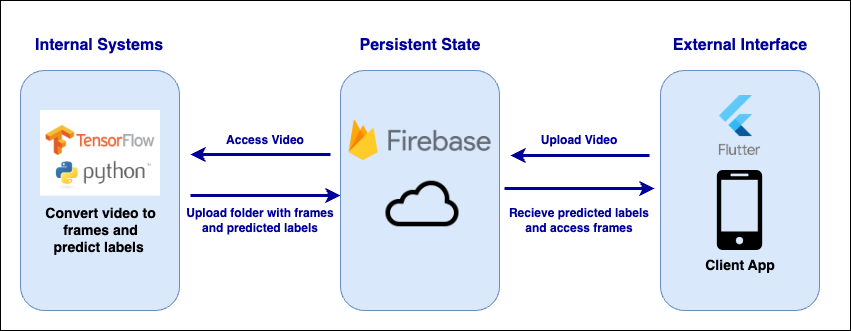 Internal Systems
Persistent State
External Interface
TensorFlow
python™
Convert video to
frames and
predict labels
Access Video
Upload folder with frames
and predicted labels
Firebase
Upload Video
Recieve predicted labels
and access frames
Flutter
Client App